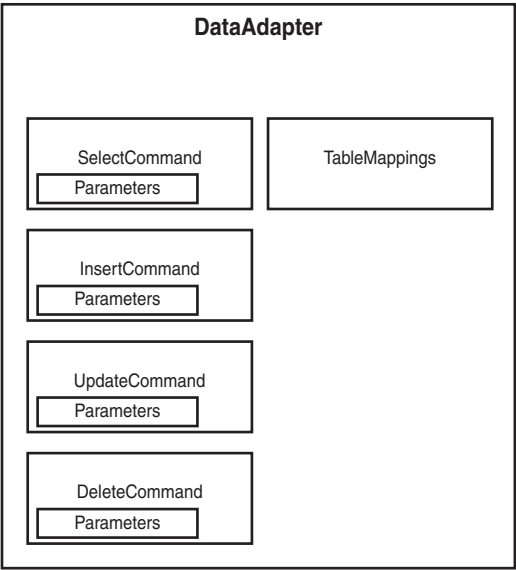 DataAdapter
SelectCommand
Parameters
TableMappings
InsertCommand
Parameters
UpdateCommand
Parameters
DeleteCommand
Parameters